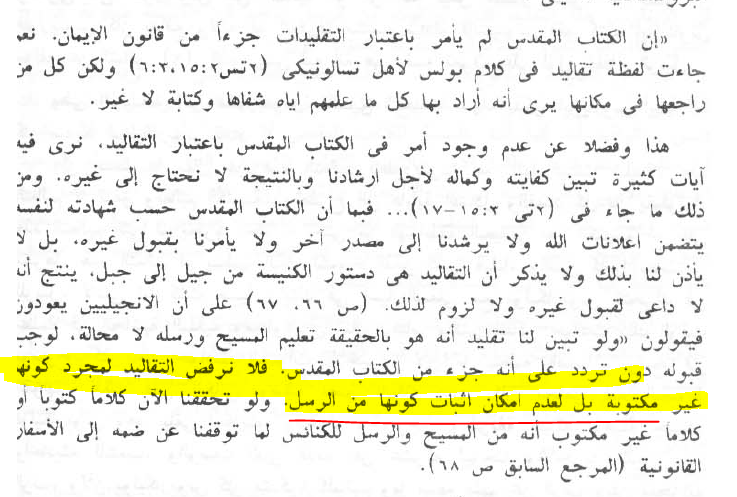 «إن الكتاب المقدس لم يأمر باعتبار التقليدات جزءاً من قانون الإيمان. نعم
جاءت لفظة تقاليد فى كلام بولس لأهل تسالونيكى (٢تس١٥:٢،٦:٣) ولكن كل من
راجعها فى مكانها يرى أنه أراد بها كل ما علمهم اياه شفاها وكتابة لا غير.
هذا وفضلا عن عدم وجود أمر فى الكتاب المقدس باعتبار التقاليد. نرى فيه
آيات كثيرة تبين كفايته وكماله لأجل ارشادنا وبالنتيجة لا نحتاج إلى غيره. ومن
ذلك ما جاء فى (٢تى ١٥:٣–١٧)... فبما أن الكتاب المقدس حسب شهادته لنفسه
يتضمن اعلانات الله ولا يرشدنا إلى مصدر آخر ولا يأمرنا بقبول غيره، بل لا
يأذن لنا بذلك ولا يذكر أن التقاليد هى دستور الكنيسة من جيل إلى جبل. ينتج أنه
لا داعى لقبول غيره ولا لزوم لذلك. (ص ٦٦، ٦٧) على أن الانجيليين يعودون
فيقولون «ولو تبين لنا تقليد أنه هو بالحقيقة تعليم المسيح ورسله لا محالة. لوجب
قبوله دون تردد على أنه جزء من الكتاب المقدس. فلا نرفض التقاليد لمجرد كونها
غير مكتوبة بل لعدم امكان اثبات كونها من الرسل. ولو تحققنا الآن كلاماً كتوباً أو
كلاماً غير مكتوب أنه من المسيح والرسل للكنائس لما توقفنا عن ضمه إلى الأسفار
القانونية (المرجع السابق ص ٦٨).